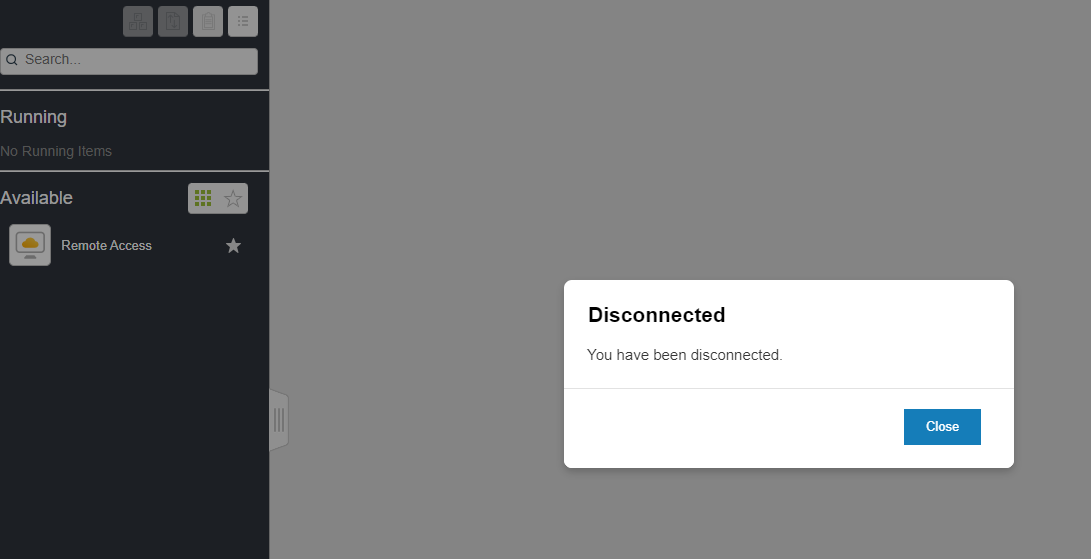 Search...
Running
No Running Items
Available
Remote Access
Disconnected
You have been disconnected.
Close